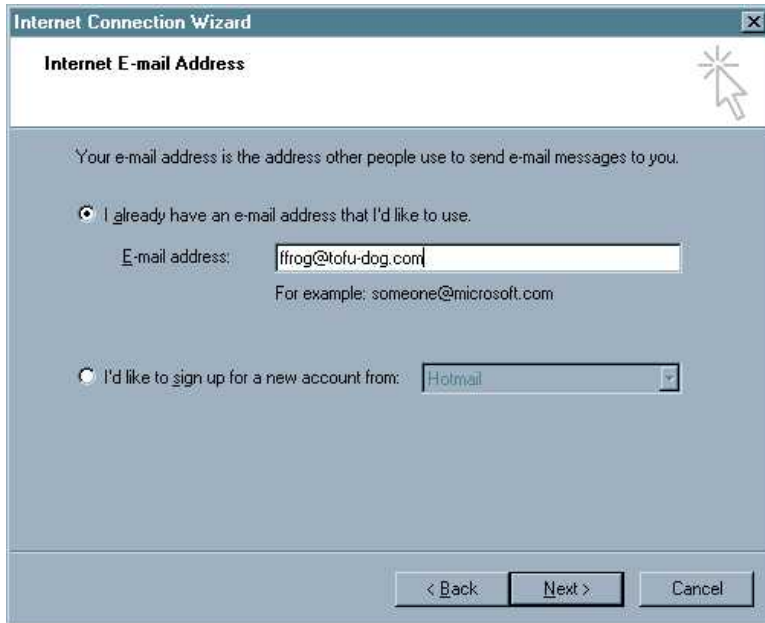 Internet Connection Wizard
Internet E-mail Address
Your e-mail address is the address other people use to send e-mail messages to you.
I already have an e-mail address that I'd like to use.
E-mail address: ffrog@tofu-dog.com
For example: someone@microsoft.com
I'd like to sign up for a new account from: Hotmail
< Back Next > Cancel